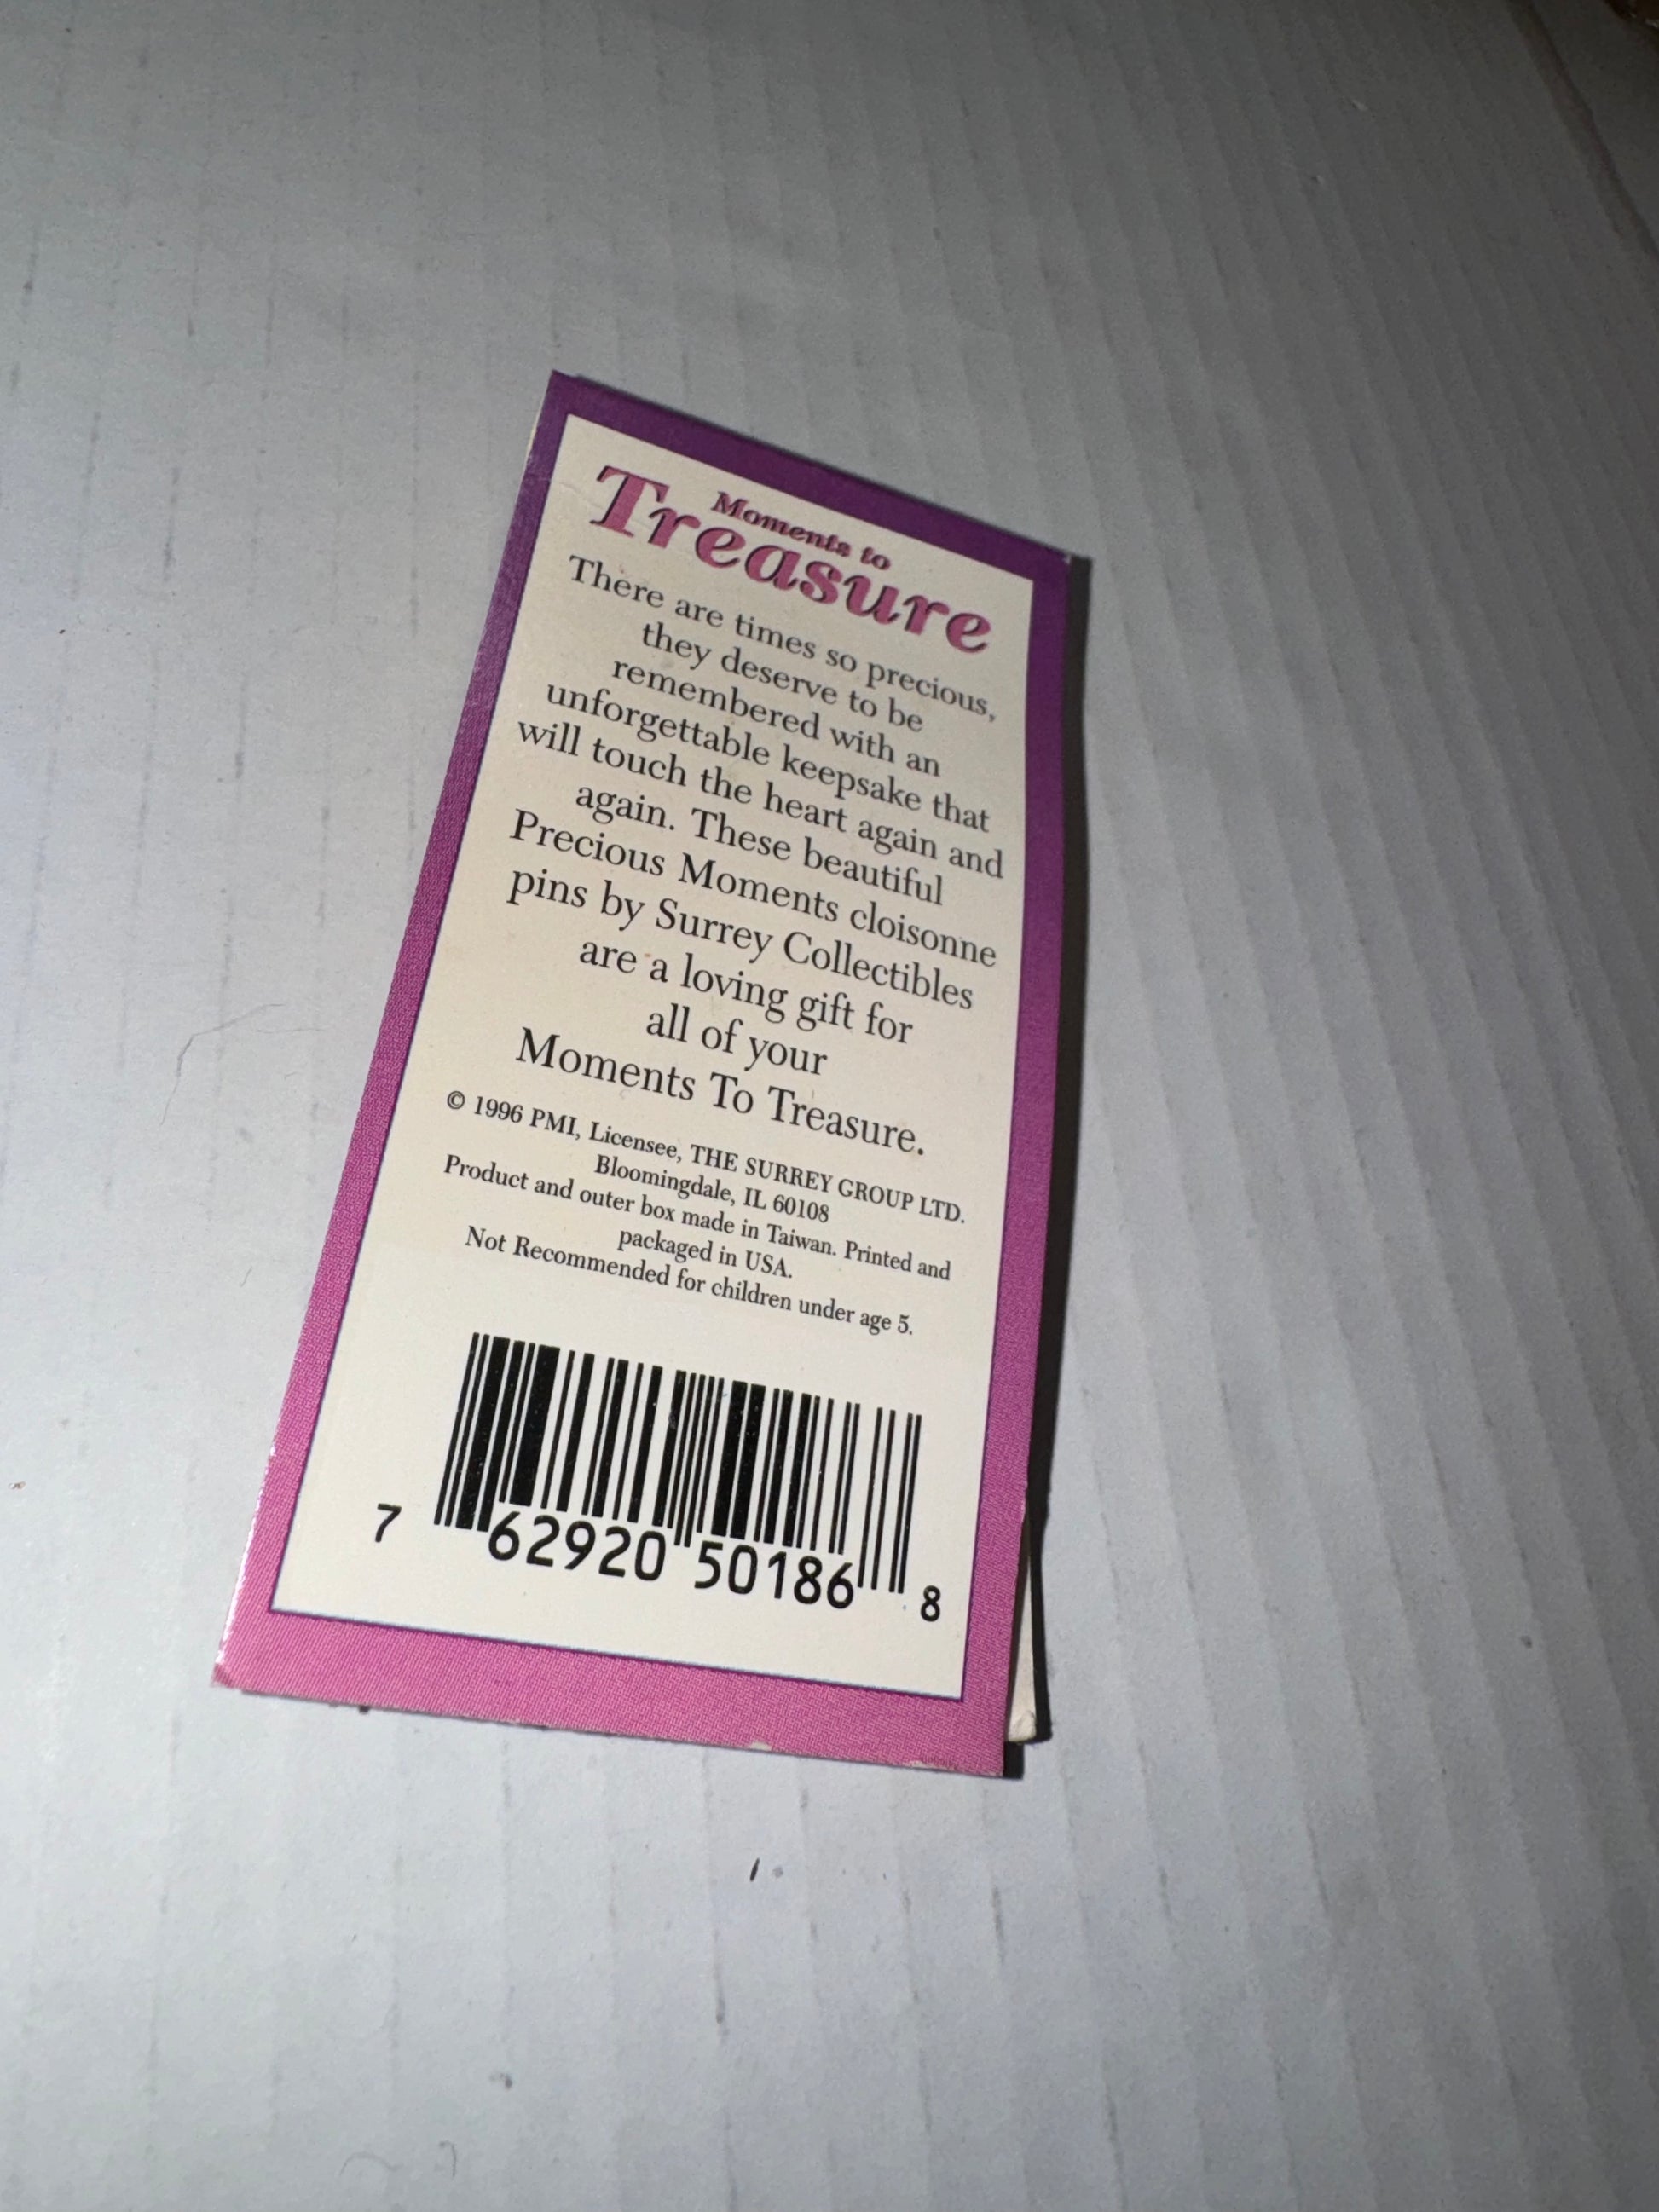 Moments to
Treasure
There are times so precious,
they deserve to be
remembered with an
unforgettable keepsake that
will touch the heart again and
again. These beautiful
Precious Moments cloisonne
pins by Surrey Collectibles
are a loving gift for
all of your
Moments To Treasure.
© 1996 PMI, Licensee, THE SURREY GROUP LTD.
Bloomingdale, IL 60108
Product and outer box made in Taiwan. Printed and
packaged in USA.
Not Recommended for children under age 5.
7 62920 50186 8